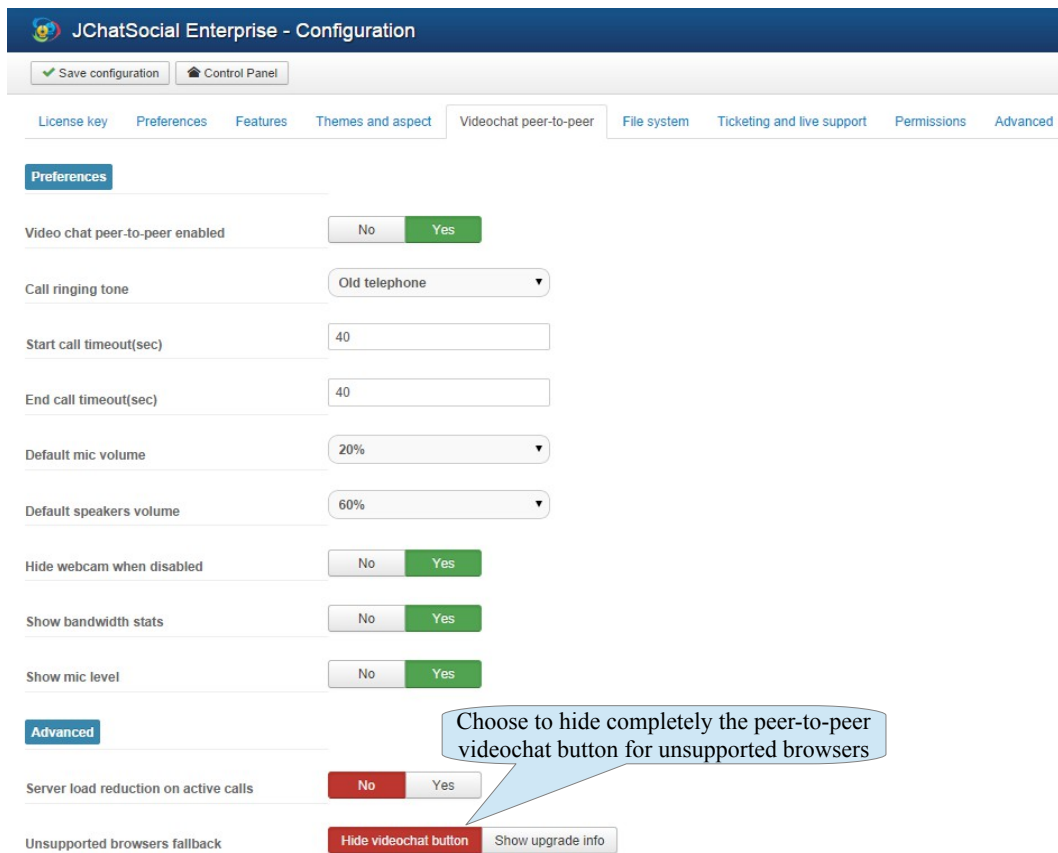 JChatSocial Enterprise - Configuration
Save configuration Control Panel
License key Preferences Features Themes and aspect Videochat peer-to-peer File system Ticketing and live support Permissions Advanced
Preferences
Video chat peer-to-peer enabled No Yes
Call ringing tone Old telephone
Start call timeout(sec) 40
End call timeout(sec) 40
Default mic volume 20%
Default speakers volume 60%
Hide webcam when disabled No Yes
Show bandwidth stats No Yes
Show mic level No Yes
Choose to hide completely the peer-to-peer
videochat button for unsupported browsers
Advanced
Server load reduction on active calls No Yes
Unsupported browsers fallback Hide videochat button Show upgrade info